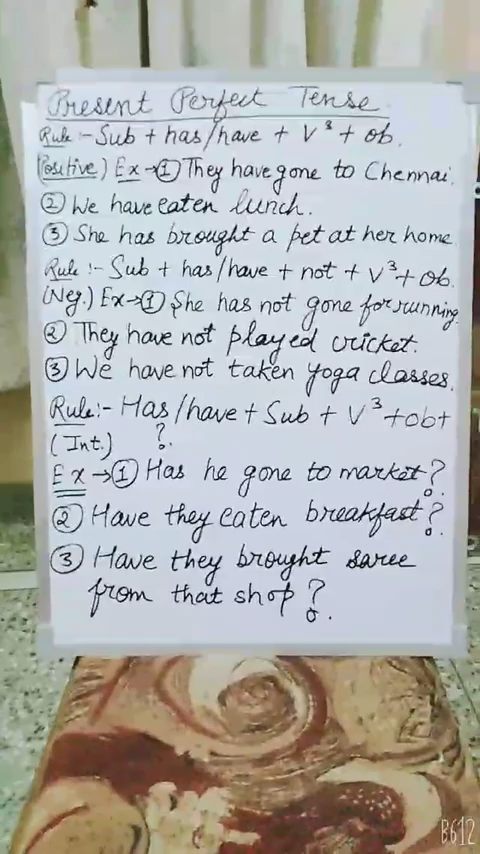 Present Perfect Tense
Rule:- Sub + has/have + V³ + ob.
(Positive) Ex → ① They have gone to Chennai.
② We have eaten lunch.
③ She has brought a pet at her home
Rule :- Sub + has/have + not + V³ + ob.
(Neg.) Ex → ① She has not gone for running.
② They have not played cricket.
③ We have not taken yoga classes.
Rule:- Has/have + Sub + V³ + ob +
(Int.) ?.
Ex → ① Has he gone to market?
② Have they eaten breakfast?
③ Have they brought saree
from that shop?
B612